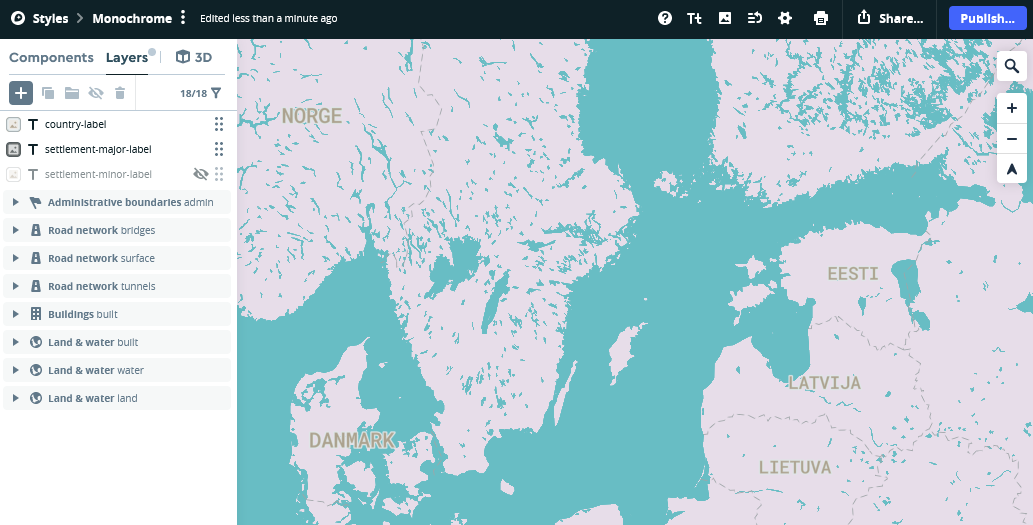 Styles
Monochrome
Edited less than a minute ago
Tt
Share...
Publish...
Components
Layers
3D
18/18
T country-label
T settlement-major-label
T settlement-minor-label
Administrative boundaries admin
Road network bridges
Road network surface
Road network tunnels
Buildings built
Land & water built
Land & water water
Land & water land
NORGE
EESTI
LATVIJA
DANMARK
LIETUVA